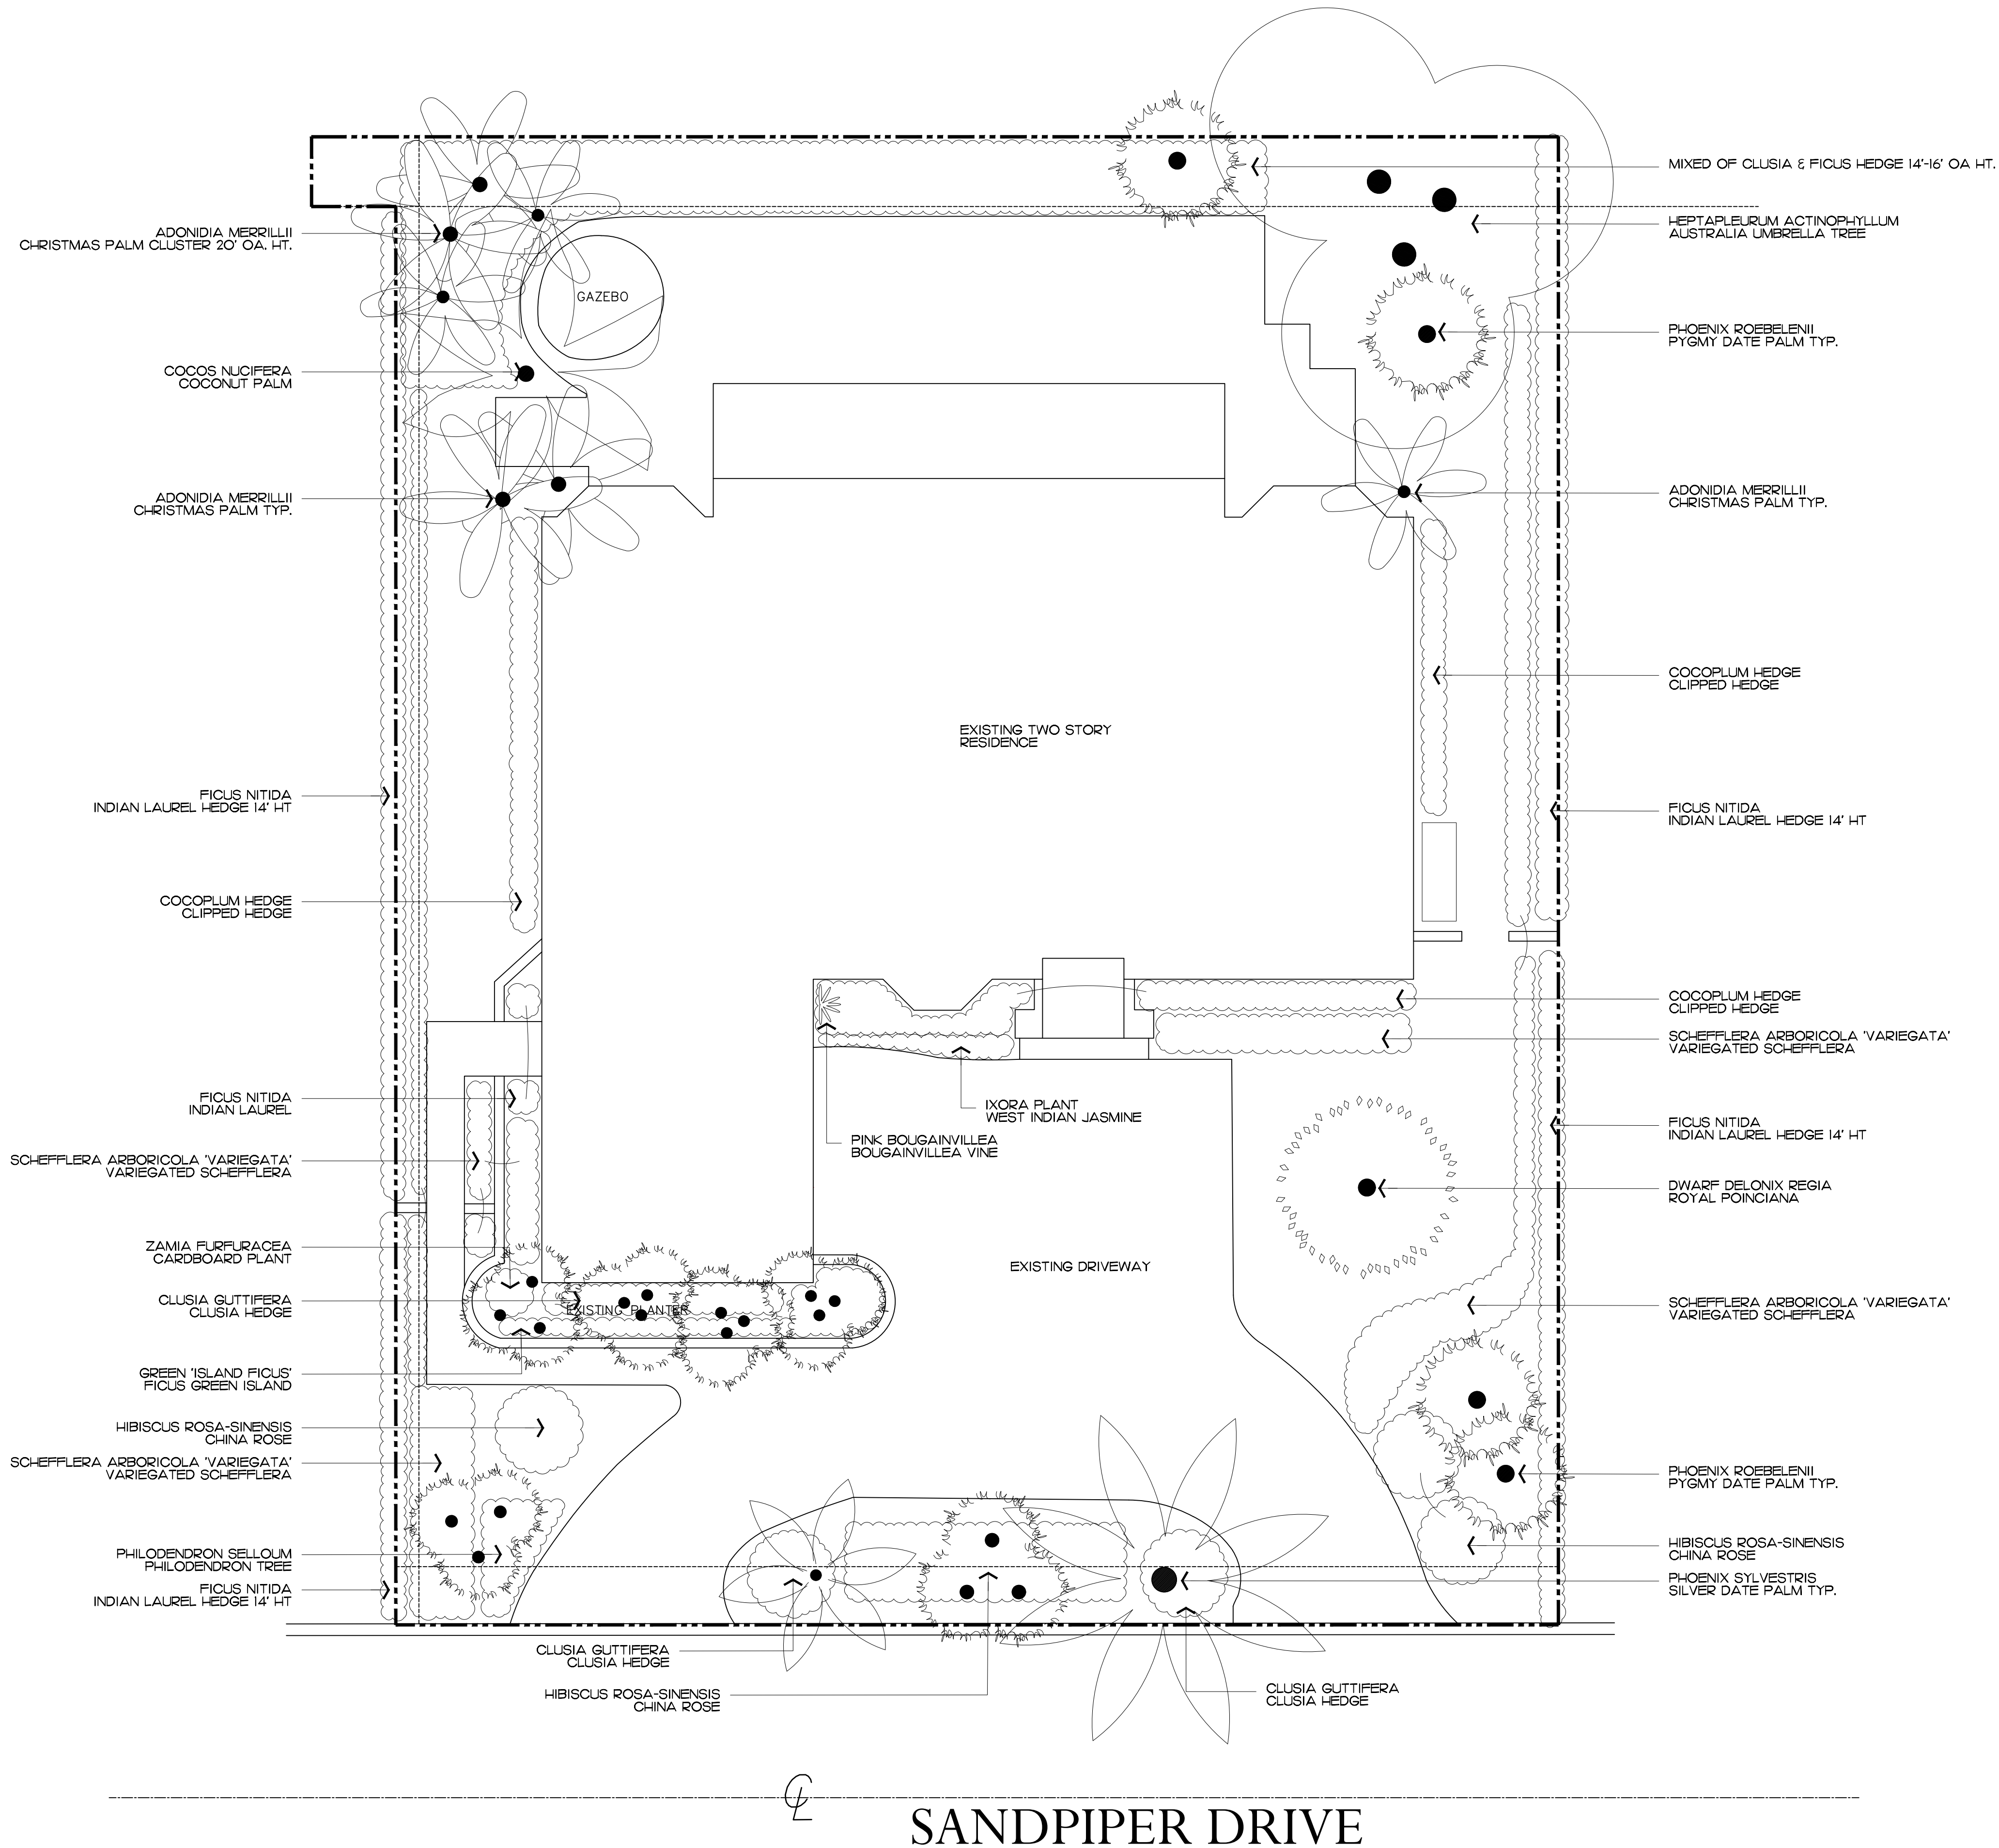 MIXED OF CLUSIA & FICUS HEDGE 14'-16' OA HT.
HEPTAPLEURUM ACTINOPHYLLUM
AUSTRALIA UMBRELLA TREE
ADONIDIA MERRILLII
CHRISTMAS PALM CLUSTER 20' OA. HT.
GAZEBO
PHOENIX ROEBELENII
PYGMY DATE PALM TYP.
COCOS NUCIFERA
COCONUT PALM
ADONIDIA MERRILLII
CHRISTMAS PALM TYP.
ADONIDIA MERRILLII
CHRISTMAS PALM TYP.
COCOPLUM HEDGE
CLIPPED HEDGE
EXISTING TWO STORY
RESIDENCE
FICUS NITIDA
INDIAN LAUREL HEDGE 14' HT
FICUS NITIDA
INDIAN LAUREL HEDGE 14' HT
COCOPLUM HEDGE
CLIPPED HEDGE
COCOPLUM HEDGE
CLIPPED HEDGE
SCHEFFLERA ARBORICOLA 'VARIEGATA'
VARIEGATED SCHEFFLERA
FICUS NITIDA
INDIAN LAUREL
IXORA PLANT
WEST INDIAN JASMINE
FICUS NITIDA
INDIAN LAUREL HEDGE 14' HT
PINK BOUGAINVILLEA
BOUGAINVILLEA VINE
SCHEFFLERA ARBORICOLA 'VARIEGATA'
VARIEGATED SCHEFFLERA
DWARF DELONIX REGIA
ROYAL POINCIANA
ZAMIA FURFURACEA
CARDBOARD PLANT
EXISTING DRIVEWAY
CLUSIA GUTTIFERA
CLUSIA HEDGE
EXISTING PLANTER
SCHEFFLERA ARBORICOLA 'VARIEGATA'
VARIEGATED SCHEFFLERA
GREEN 'ISLAND FICUS'
FICUS GREEN ISLAND
HIBISCUS ROSA-SINENSIS
CHINA ROSE
SCHEFFLERA ARBORICOLA 'VARIEGATA'
VARIEGATED SCHEFFLERA
PHOENIX ROEBELENII
PYGMY DATE PALM TYP.
PHILODENDRON SELLOUM
PHILODENDRON TREE
HIBISCUS ROSA-SINENSIS
CHINA ROSE
FICUS NITIDA
INDIAN LAUREL HEDGE 14' HT
PHOENIX SYLVESTRIS
SILVER DATE PALM TYP.
CLUSIA GUTTIFERA
CLUSIA HEDGE
HIBISCUS ROSA-SINENSIS
CHINA ROSE
CLUSIA GUTTIFERA
CLUSIA HEDGE
CL
SANDPIPER DRIVE